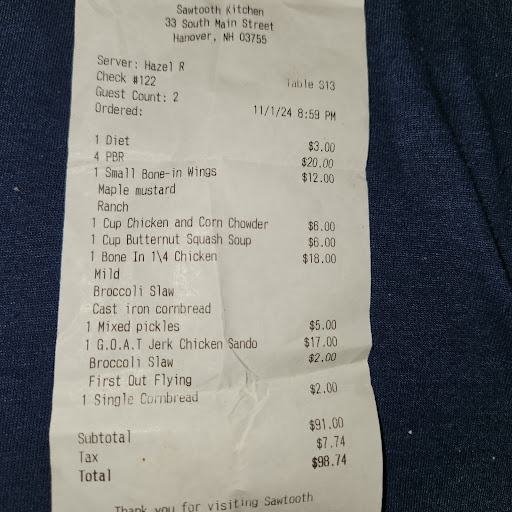 Sawtooth Kitchen
33 South Main Street
Hanover, NH 03755
Server: Hazel R
Check #122 Table S13
Guest Count: 2
Ordered: 11/1/24 8:59 PM
1 Diet $3.00
4 PBR $20.00
1 Small Bone-in Wings $12.00
Maple mustard
Ranch
1 Cup Chicken and Corn Chowder $6.00
1 Cup Butternut Squash Soup $6.00
1 Bone In 1\4 Chicken $18.00
Mild
Broccoli Slaw
Cast iron cornbread
1 Mixed pickles $5.00
1 G.O.A.T Jerk Chicken Sando $17.00
Broccoli Slaw $2.00
First Out Flying
1 Single Cornbread $2.00
Subtotal $91.00
Tax $7.74
Total $98.74
Thank you for visiting Sawtooth